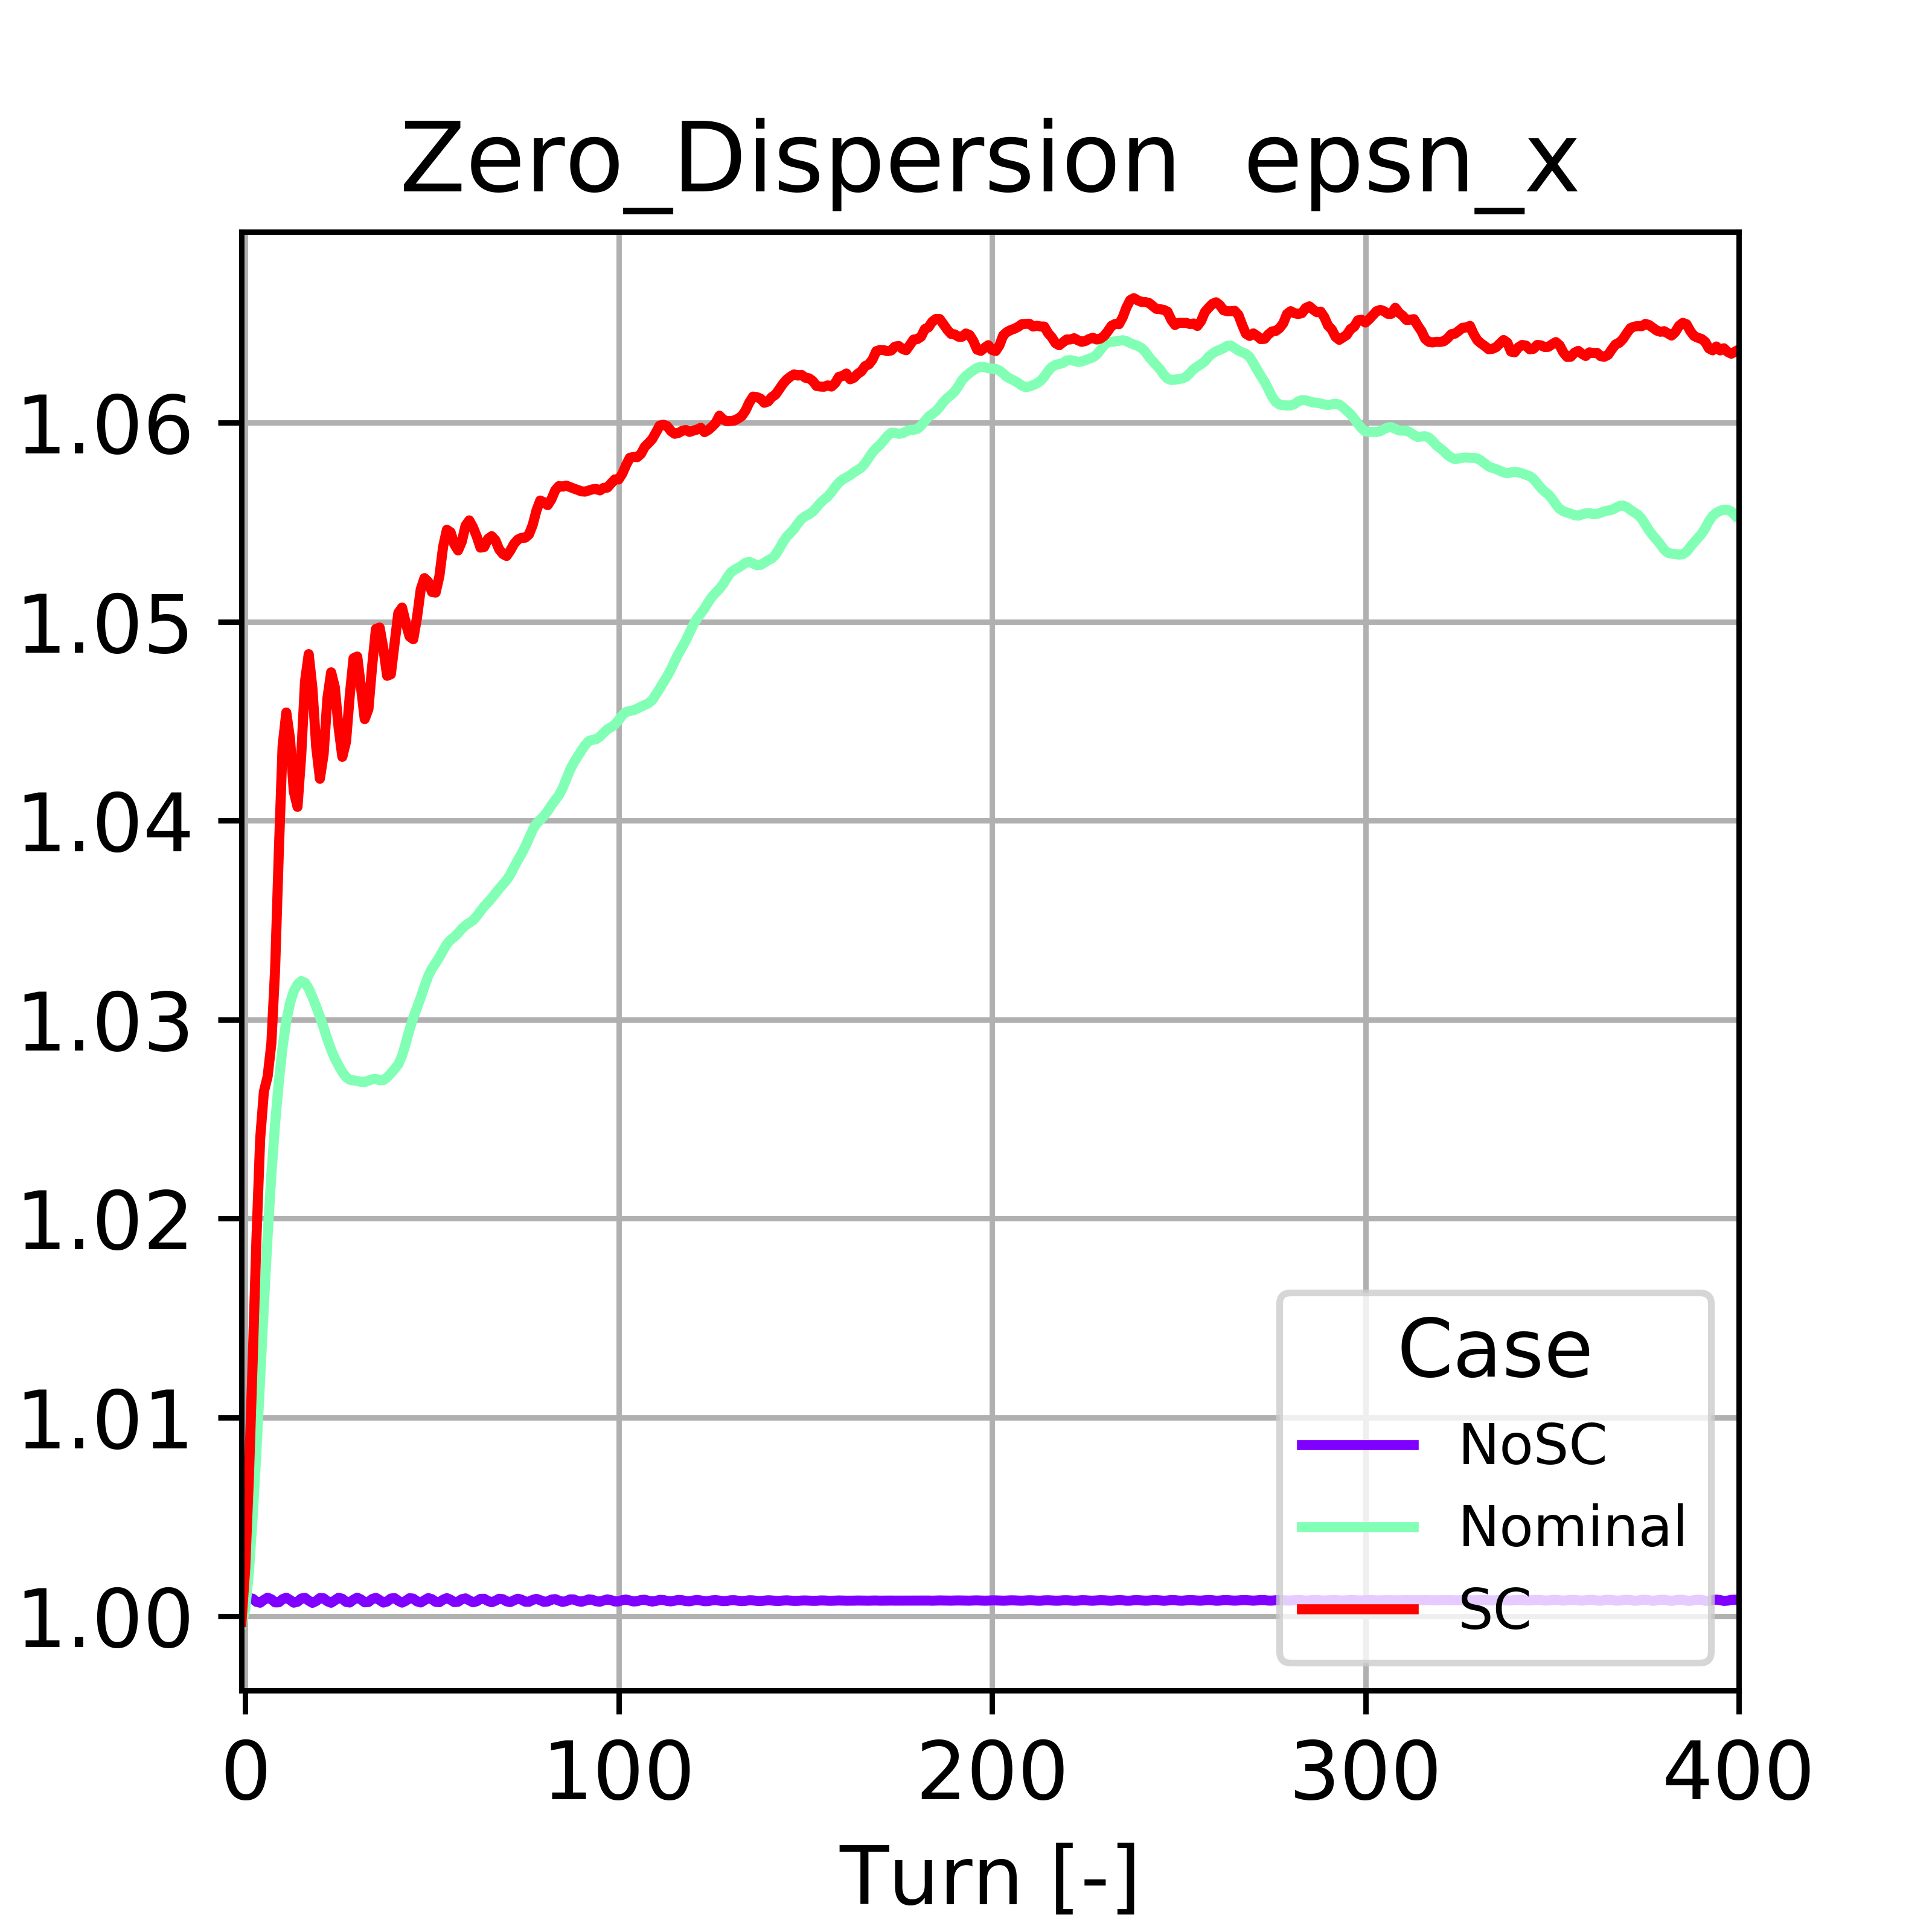 Zero_Dispersion epsn_x
1.06
1.05
1.04
1.03
1.02
1.01
1.00
Case
NoSC
Nominal
SC
0 100 200 300 400
Turn [-]